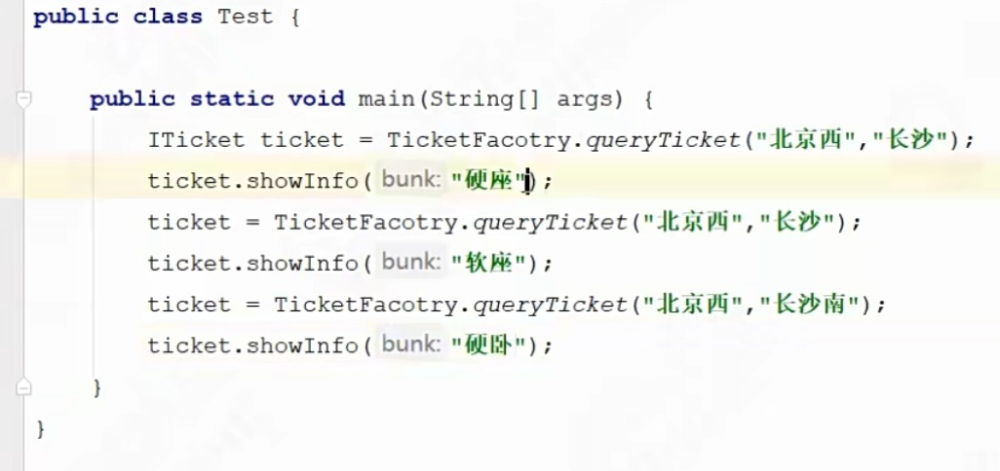 public class Test {
public static void main(String[] args) {
ITicket ticket = TicketFacotry.queryTicket("北京西","长沙");
ticket.showInfo( bunk: "硬座");
ticket = TicketFacotry.queryTicket("北京西","长沙");
ticket.showInfo( bunk: "软座");
ticket = TicketFacotry.queryTicket("北京西","长沙南");
ticket.showInfo( bunk: "硬卧");
}
}